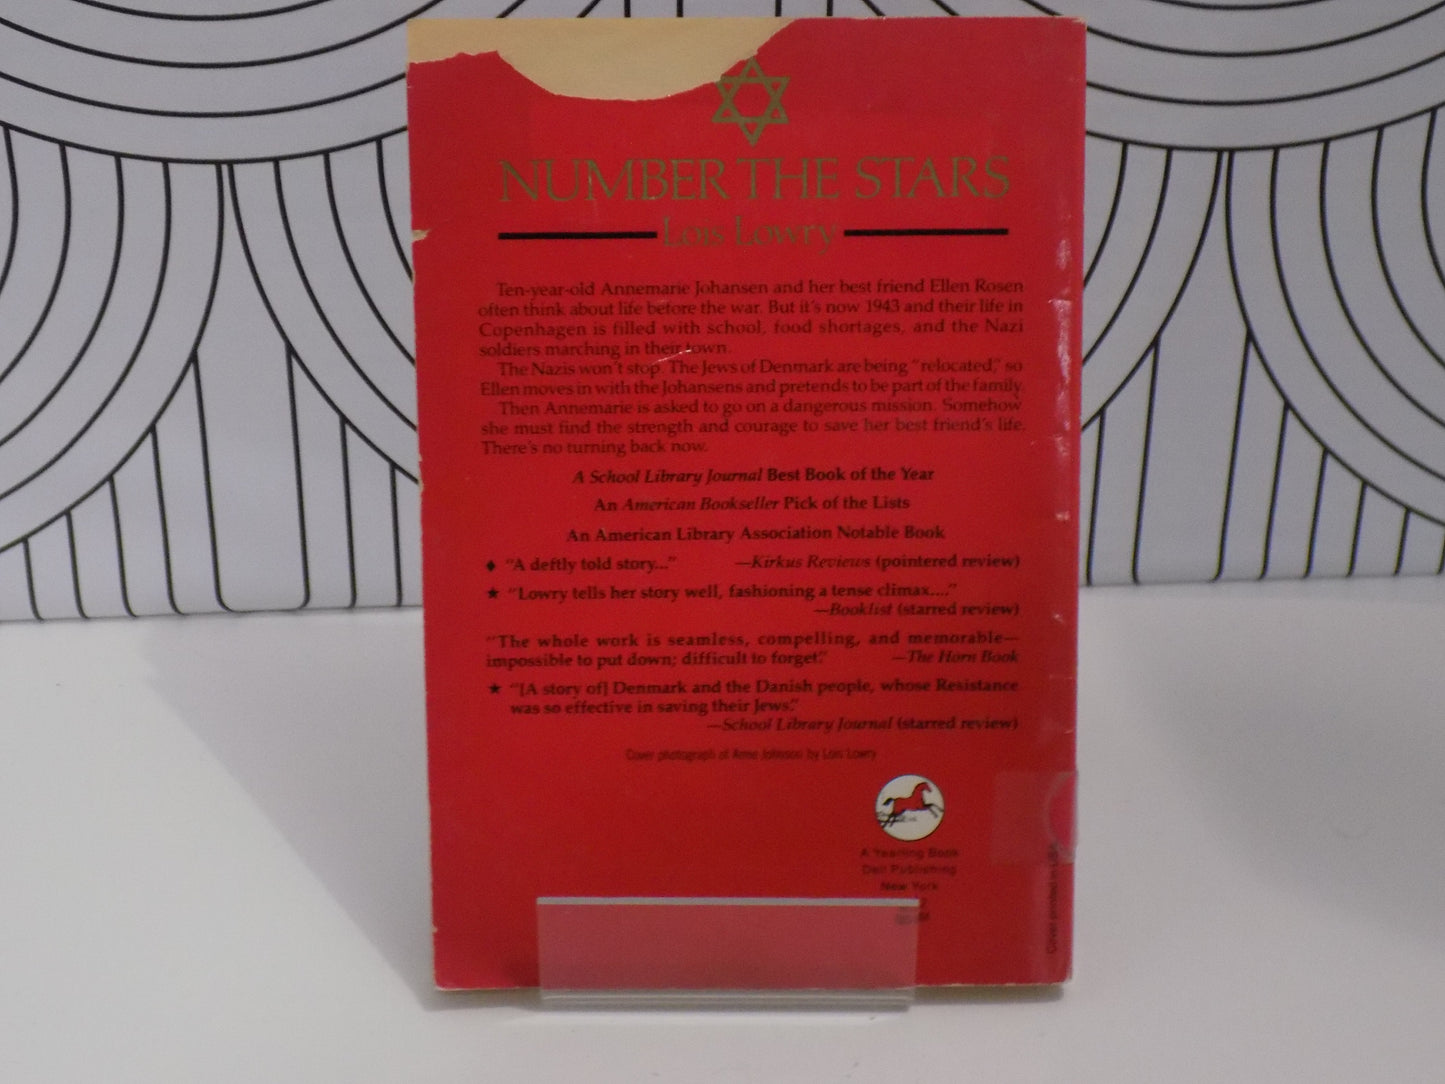 NUMBER THE STARS
Lois Lowry
Ten-year-old Annemarie Johansen and her best friend Ellen Rosen
often think about life before the war. But it's now 1943 and their life in
Copenhagen is filled with school, food shortages, and the Nazi
soldiers marching in their town.
The Nazis won't stop. The Jews of Denmark are being "relocated," so
Ellen moves in with the Johansens and pretends to be part of the family.
Then Annemarie is asked to go on a dangerous mission. Somehow
she must find the strength and courage to save her best friend's life.
There's no turning back now.
A School Library Journal Best Book of the Year
An American Bookseller Pick of the Lists
An American Library Association Notable Book
♦ "A deftly told story..." —Kirkus Reviews (pointered review)
★ "Lowry tells her story well, fashioning a tense climax...."
—Booklist (starred review)
"The whole work is seamless, compelling, and memorable—
impossible to put down; difficult to forget." —The Horn Book
★ "[A story of] Denmark and the Danish people, whose Resistance
was so effective in saving their Jews."
—School Library Journal (starred review)
Cover photograph of Anne Johnson by Lois Lowry
A Yearling Book
Dell Publishing
New York
Cover printed in USA